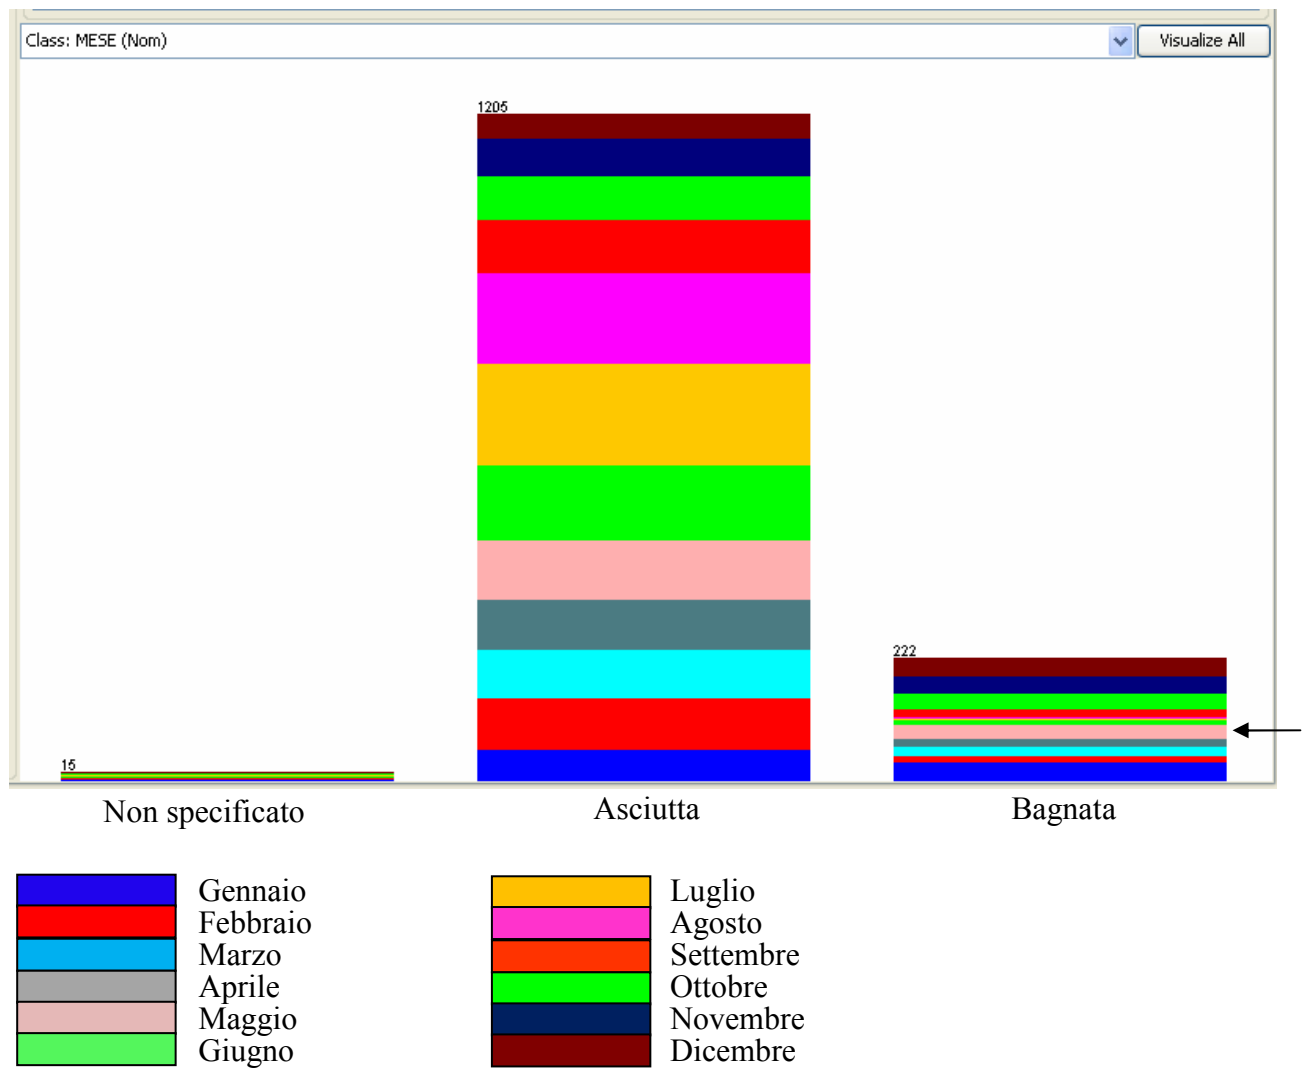 Class: MESE (Nom)
Visualize All
1205
222
15
Non specificato
Asciutta
Bagnata
Gennaio
Febbraio
Marzo
Aprile
Maggio
Giugno
Luglio
Agosto
Settembre
Ottobre
Novembre
Dicembre